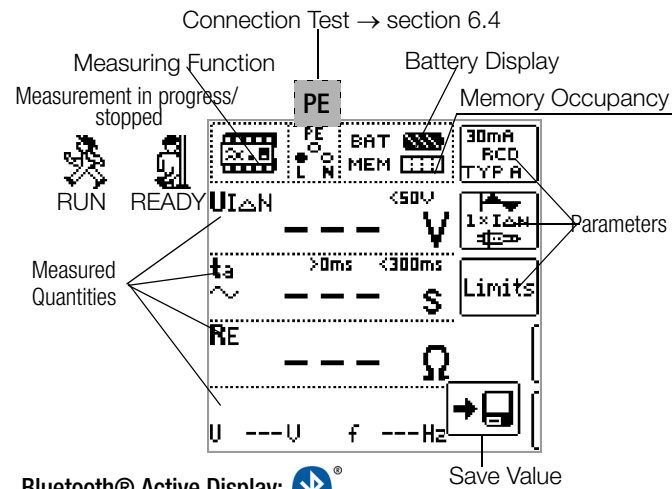 Connection Test → section 6.4
Measuring Function
Battery Display
Measurement in progress/
stopped
PE
Memory Occupancy
RUN
READY
PE
L N
BAT
MEM
30mA
RCD
TYP A
UI△N
<50V
--- V
1×I△N
Parameters
Measured
Quantities
ta
>0ms <300ms
~ --- s
Limits
RE
--- Ω
U ---V f ---Hz
Save Value
Bluetooth® Active Display: ®